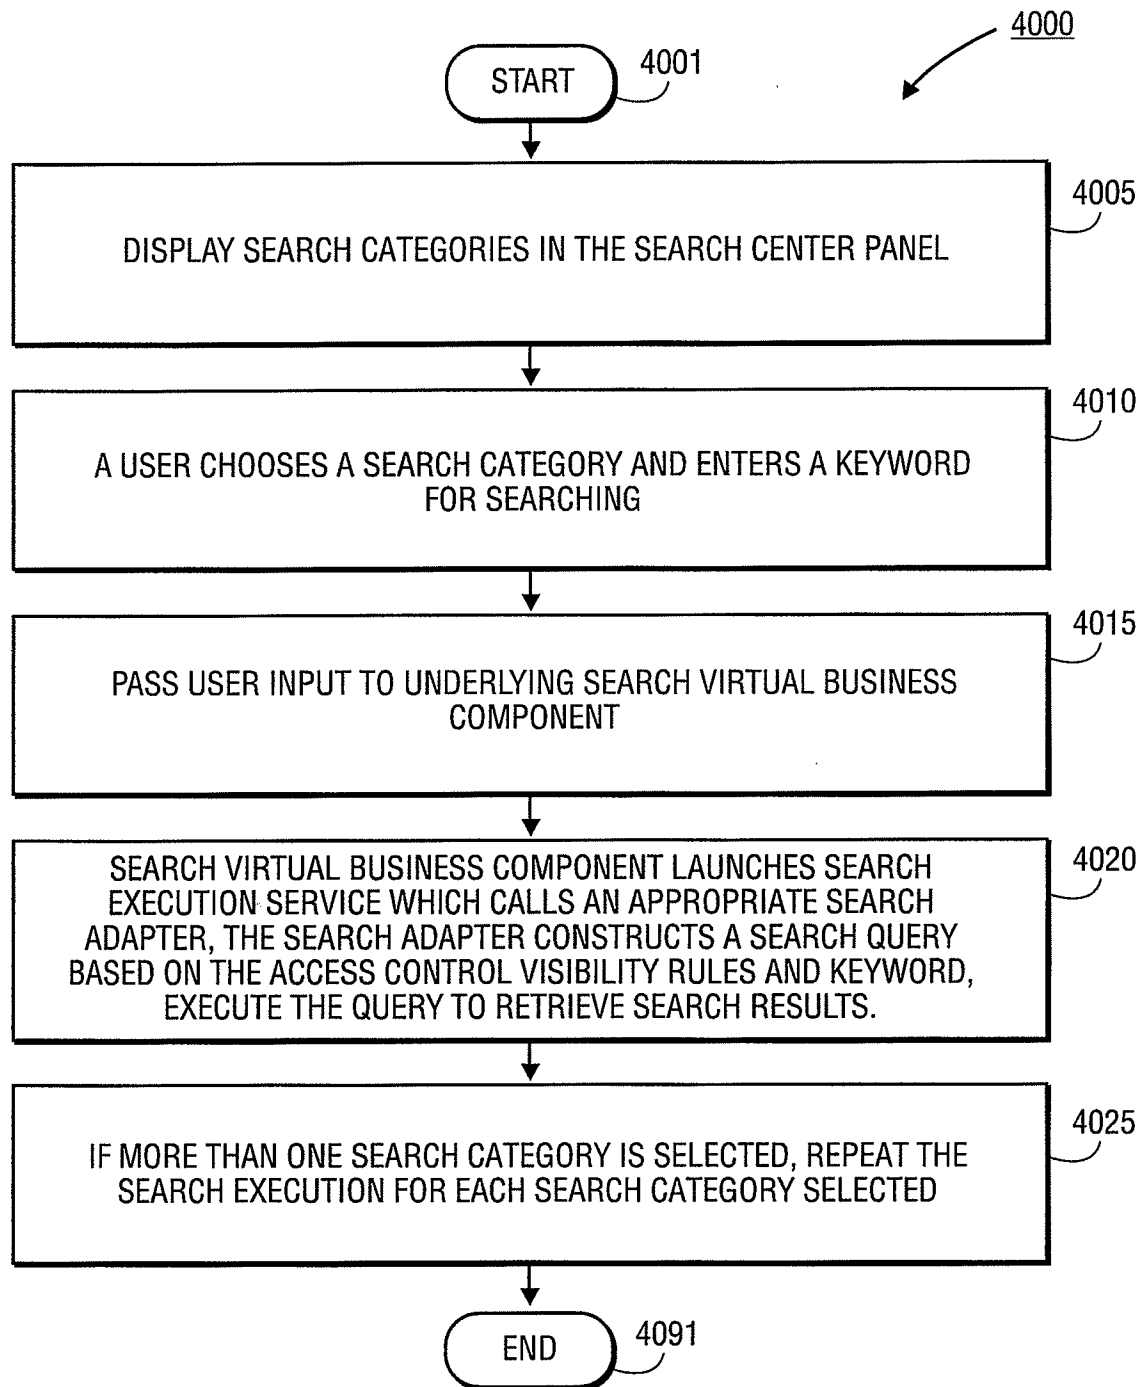 4000
START
4001
4005
DISPLAY SEARCH CATEGORIES IN THE SEARCH CENTER PANEL
4010
A USER CHOOSES A SEARCH CATEGORY AND ENTERS A KEYWORD
FOR SEARCHING
4015
PASS USER INPUT TO UNDERLYING SEARCH VIRTUAL BUSINESS
COMPONENT
4020
SEARCH VIRTUAL BUSINESS COMPONENT LAUNCHES SEARCH
EXECUTION SERVICE WHICH CALLS AN APPROPRIATE SEARCH
ADAPTER, THE SEARCH ADAPTER CONSTRUCTS A SEARCH QUERY
BASED ON THE ACCESS CONTROL VISIBILITY RULES AND KEYWORD,
EXECUTE THE QUERY TO RETRIEVE SEARCH RESULTS.
4025
IF MORE THAN ONE SEARCH CATEGORY IS SELECTED, REPEAT THE
SEARCH EXECUTION FOR EACH SEARCH CATEGORY SELECTED
END
4091